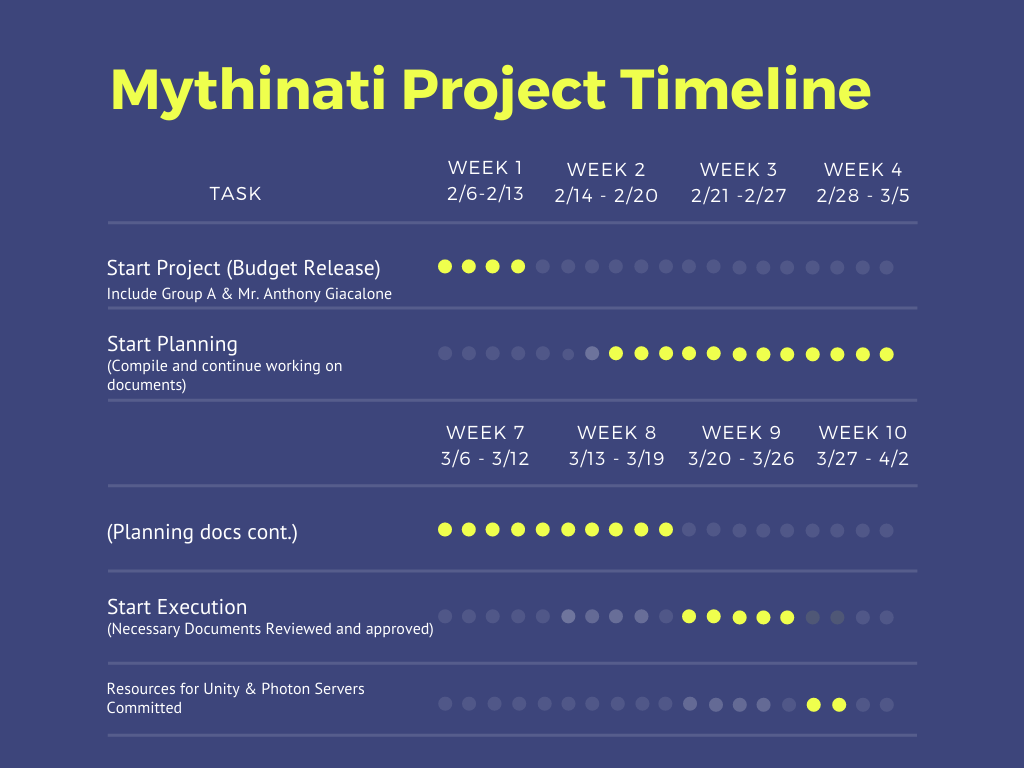 Mythinati Project Timeline
TASK
WEEK 1
2/6-2/13
WEEK 2
2/14 - 2/20
WEEK 3
2/21 -2/27
WEEK 4
2/28 - 3/5
Start Project (Budget Release)
Include Group A & Mr. Anthony Giacalone
Start Planning
(Compile and continue working on
documents)
WEEK 7
3/6 - 3/12
WEEK 8
3/13 - 3/19
WEEK 9
3/20 - 3/26
WEEK 10
3/27 - 4/2
(Planning docs cont.)
Start Execution
(Necessary Documents Reviewed and approved)
Resources for Unity & Photon Servers
Committed